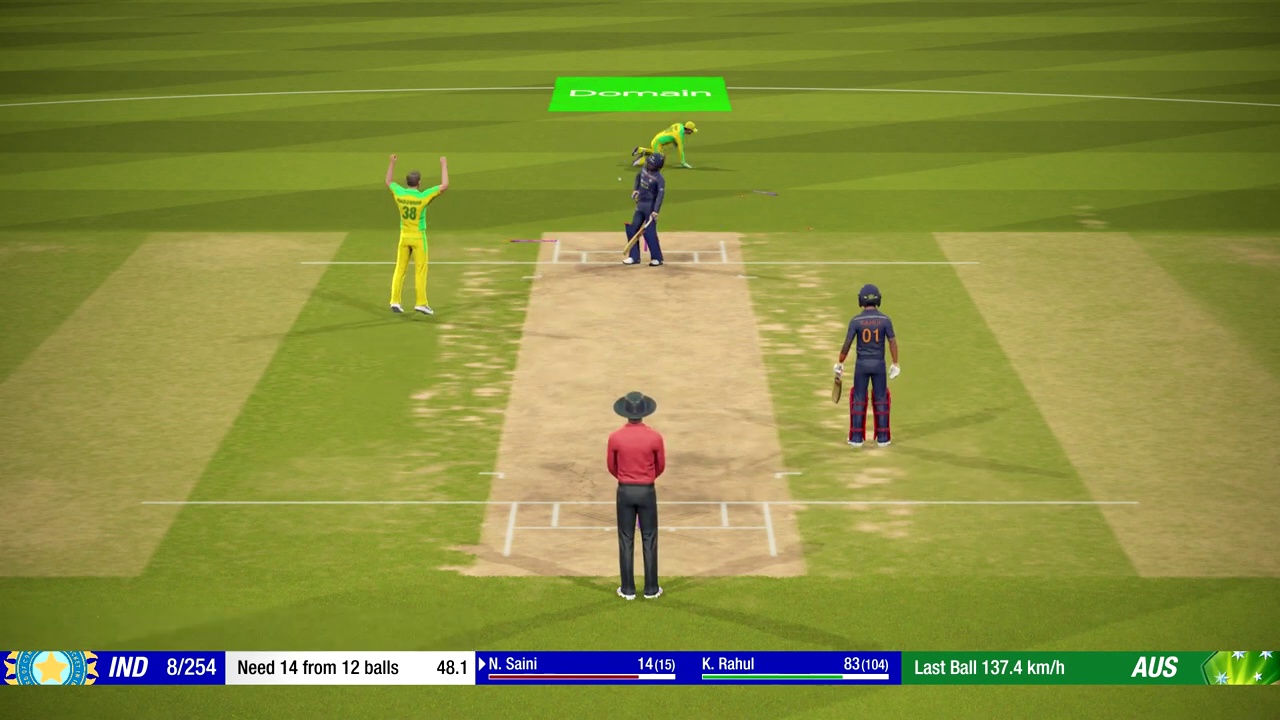 Domain
38
01
IND 8/254 Need 14 from 12 balls 48.1 N. Saini 14(15) K. Rahul 83(104) Last Ball 137.4 km/h AUS